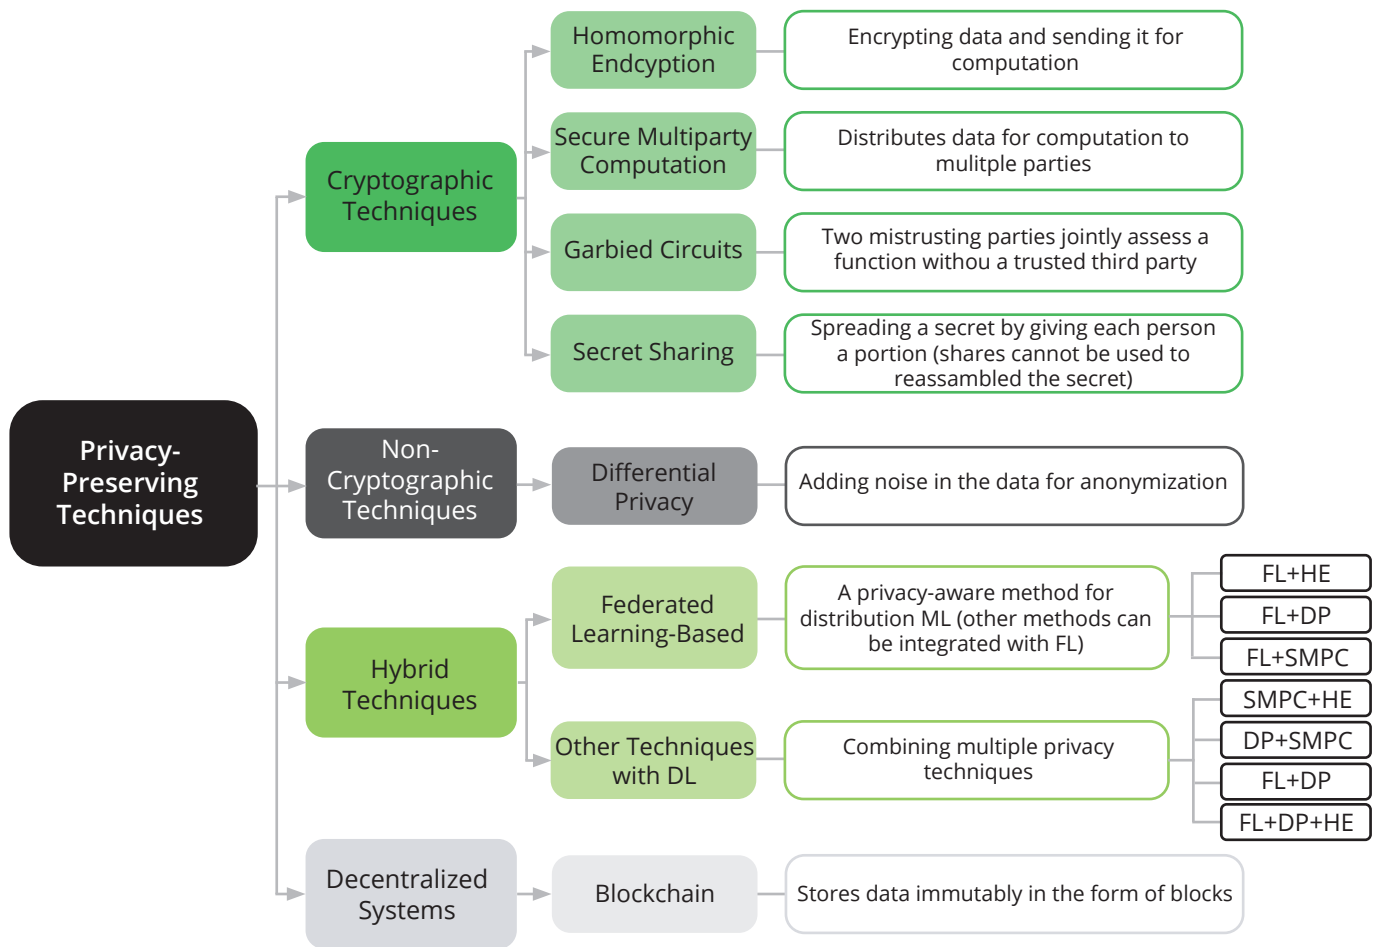 Privacy-
Preserving
Techniques
Cryptographic
Techniques
Homomorphic
Endcyption
Encrypting data and sending it for
computation
Secure Multiparty
Computation
Distributes data for computation to
mulitple parties
Garbied Circuits
Two mistrusting parties jointly assess a
function withou a trusted third party
Secret Sharing
Spreading a secret by giving each person
a portion (shares cannot be used to
reassambled the secret)
Non-
Cryptographic
Techniques
Differential
Privacy
Adding noise in the data for anonymization
Hybrid
Techniques
Federated
Learning-Based
A privacy-aware method for
distribution ML (other methods can
be integrated with FL)
FL+HE
FL+DP
FL+SMPC
Other Techniques
with DL
Combining multiple privacy
techniques
SMPC+HE
DP+SMPC
FL+DP
FL+DP+HE
Decentralized
Systems
Blockchain
Stores data immutably in the form of blocks